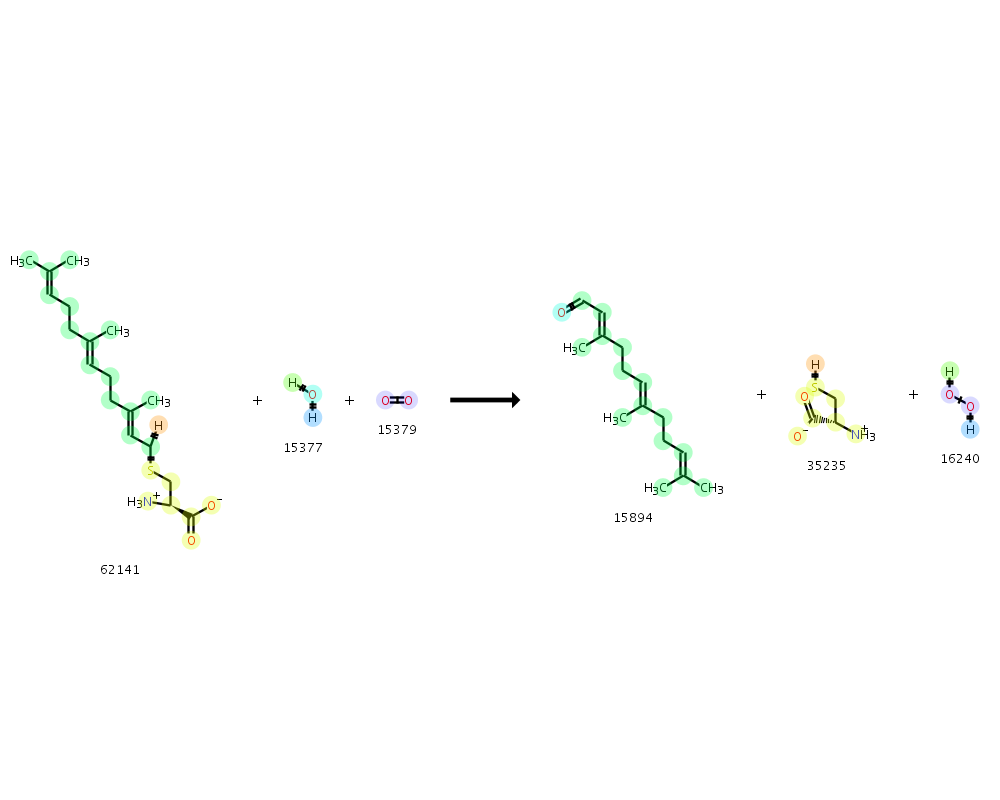 H₃C CH₃
CH₃
CH₃
H
S
H₃N⁺ O⁻
O
62141
+
H
O
H
15377
+
O O
15379
O
H₃C
H₃C
H₃C CH₃
15894
+
H
S
O
O⁻ NH₃⁺
35235
+
H
O
O
H
16240